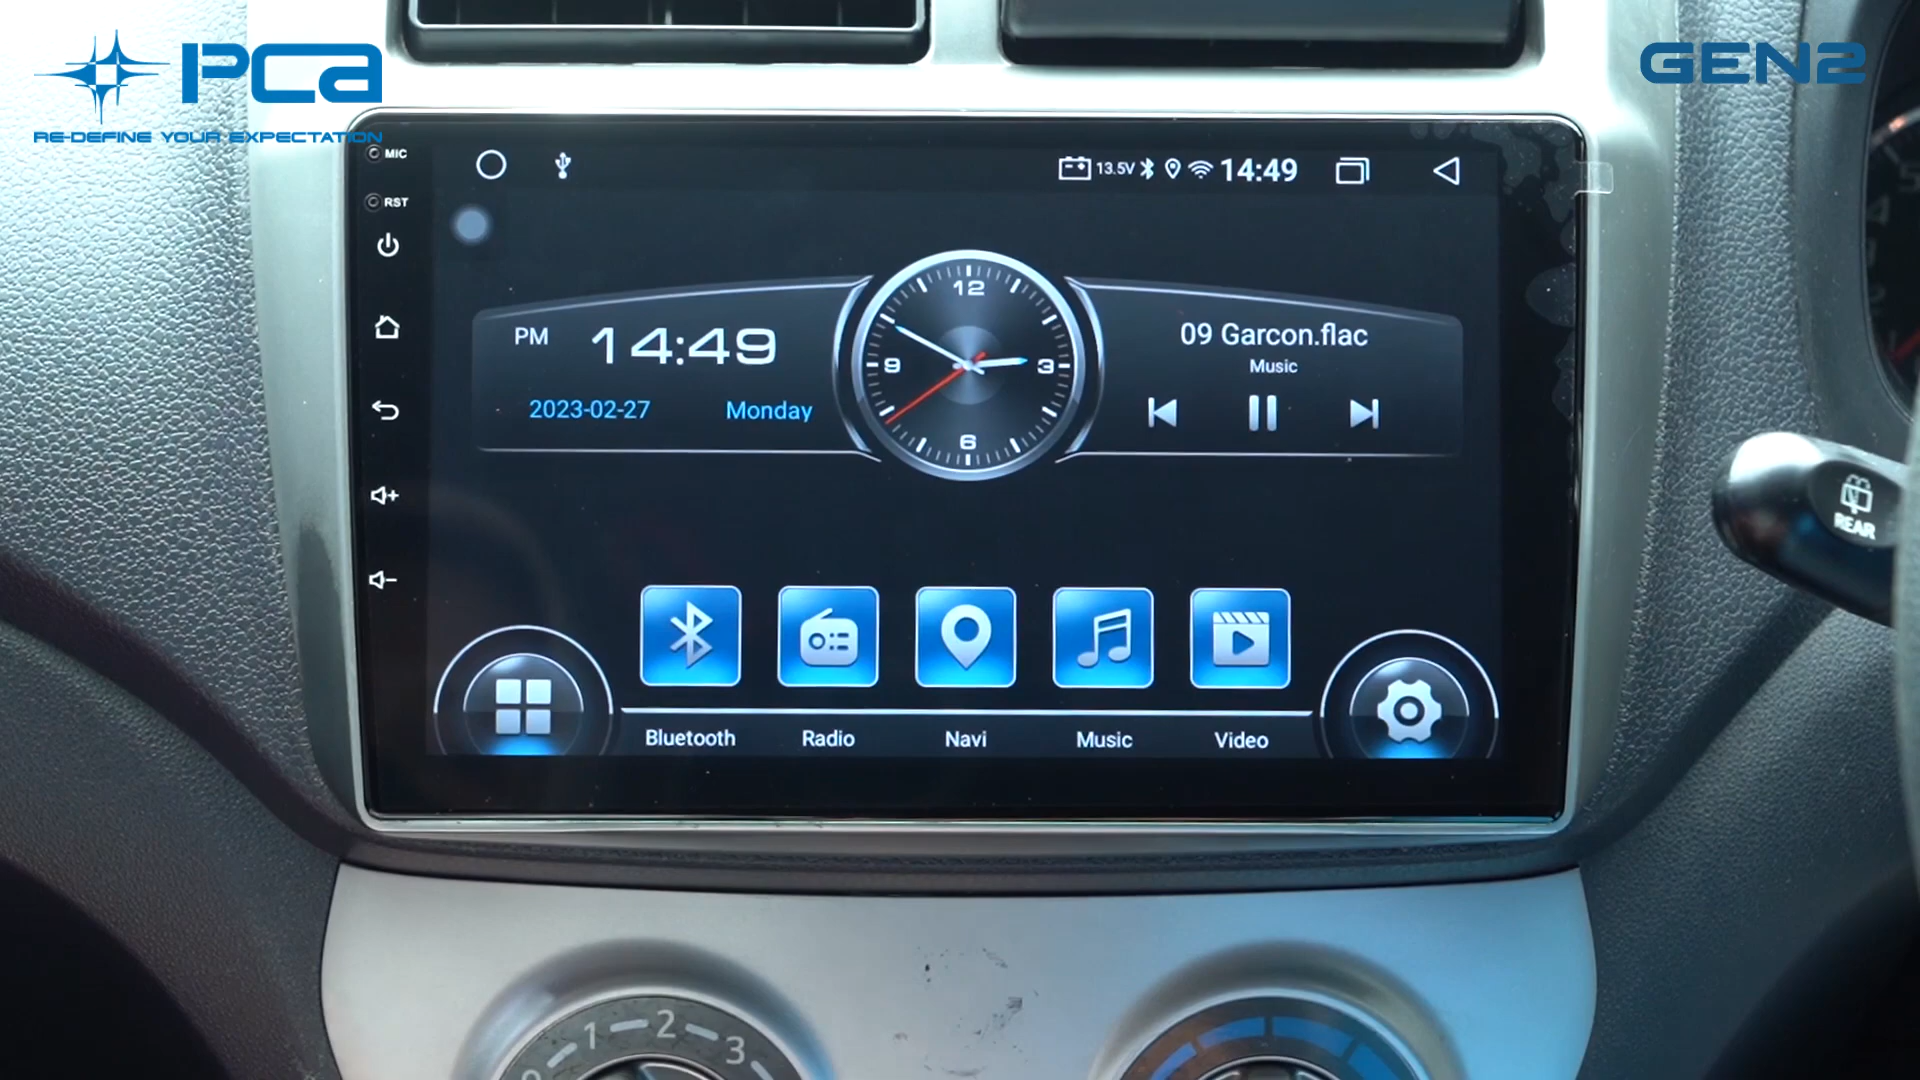 PCA
RE-DEFINE YOUR EXPECTATION
GEN2
MIC
RST
13.5V 14:49
12
3
6
9
PM 14:49
2023-02-27 Monday
09 Garcon.flac
Music
Bluetooth Radio Navi Music Video
REAR
0 1 2 3